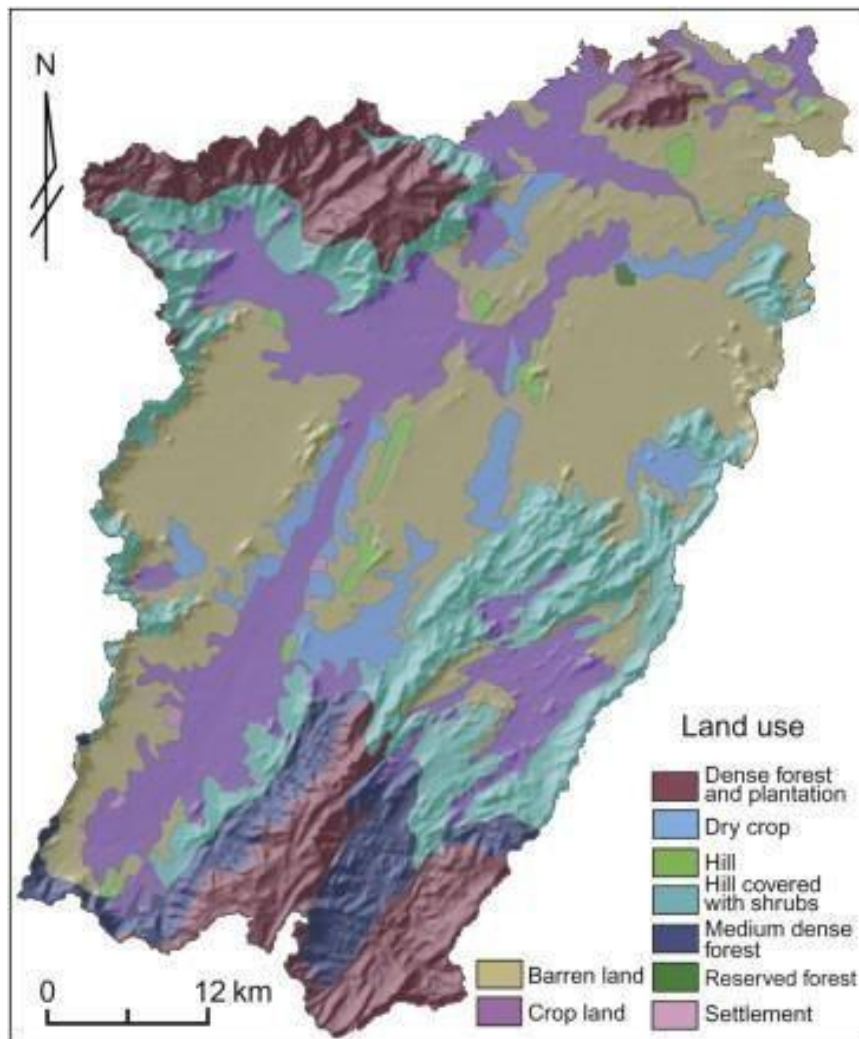 N
Land use
Dense forest
and plantation
Dry crop
Hill
Hill covered
with shrubs
Medium dense
forest
Reserved forest
Settlement
Barren land
Crop land
0 12 km